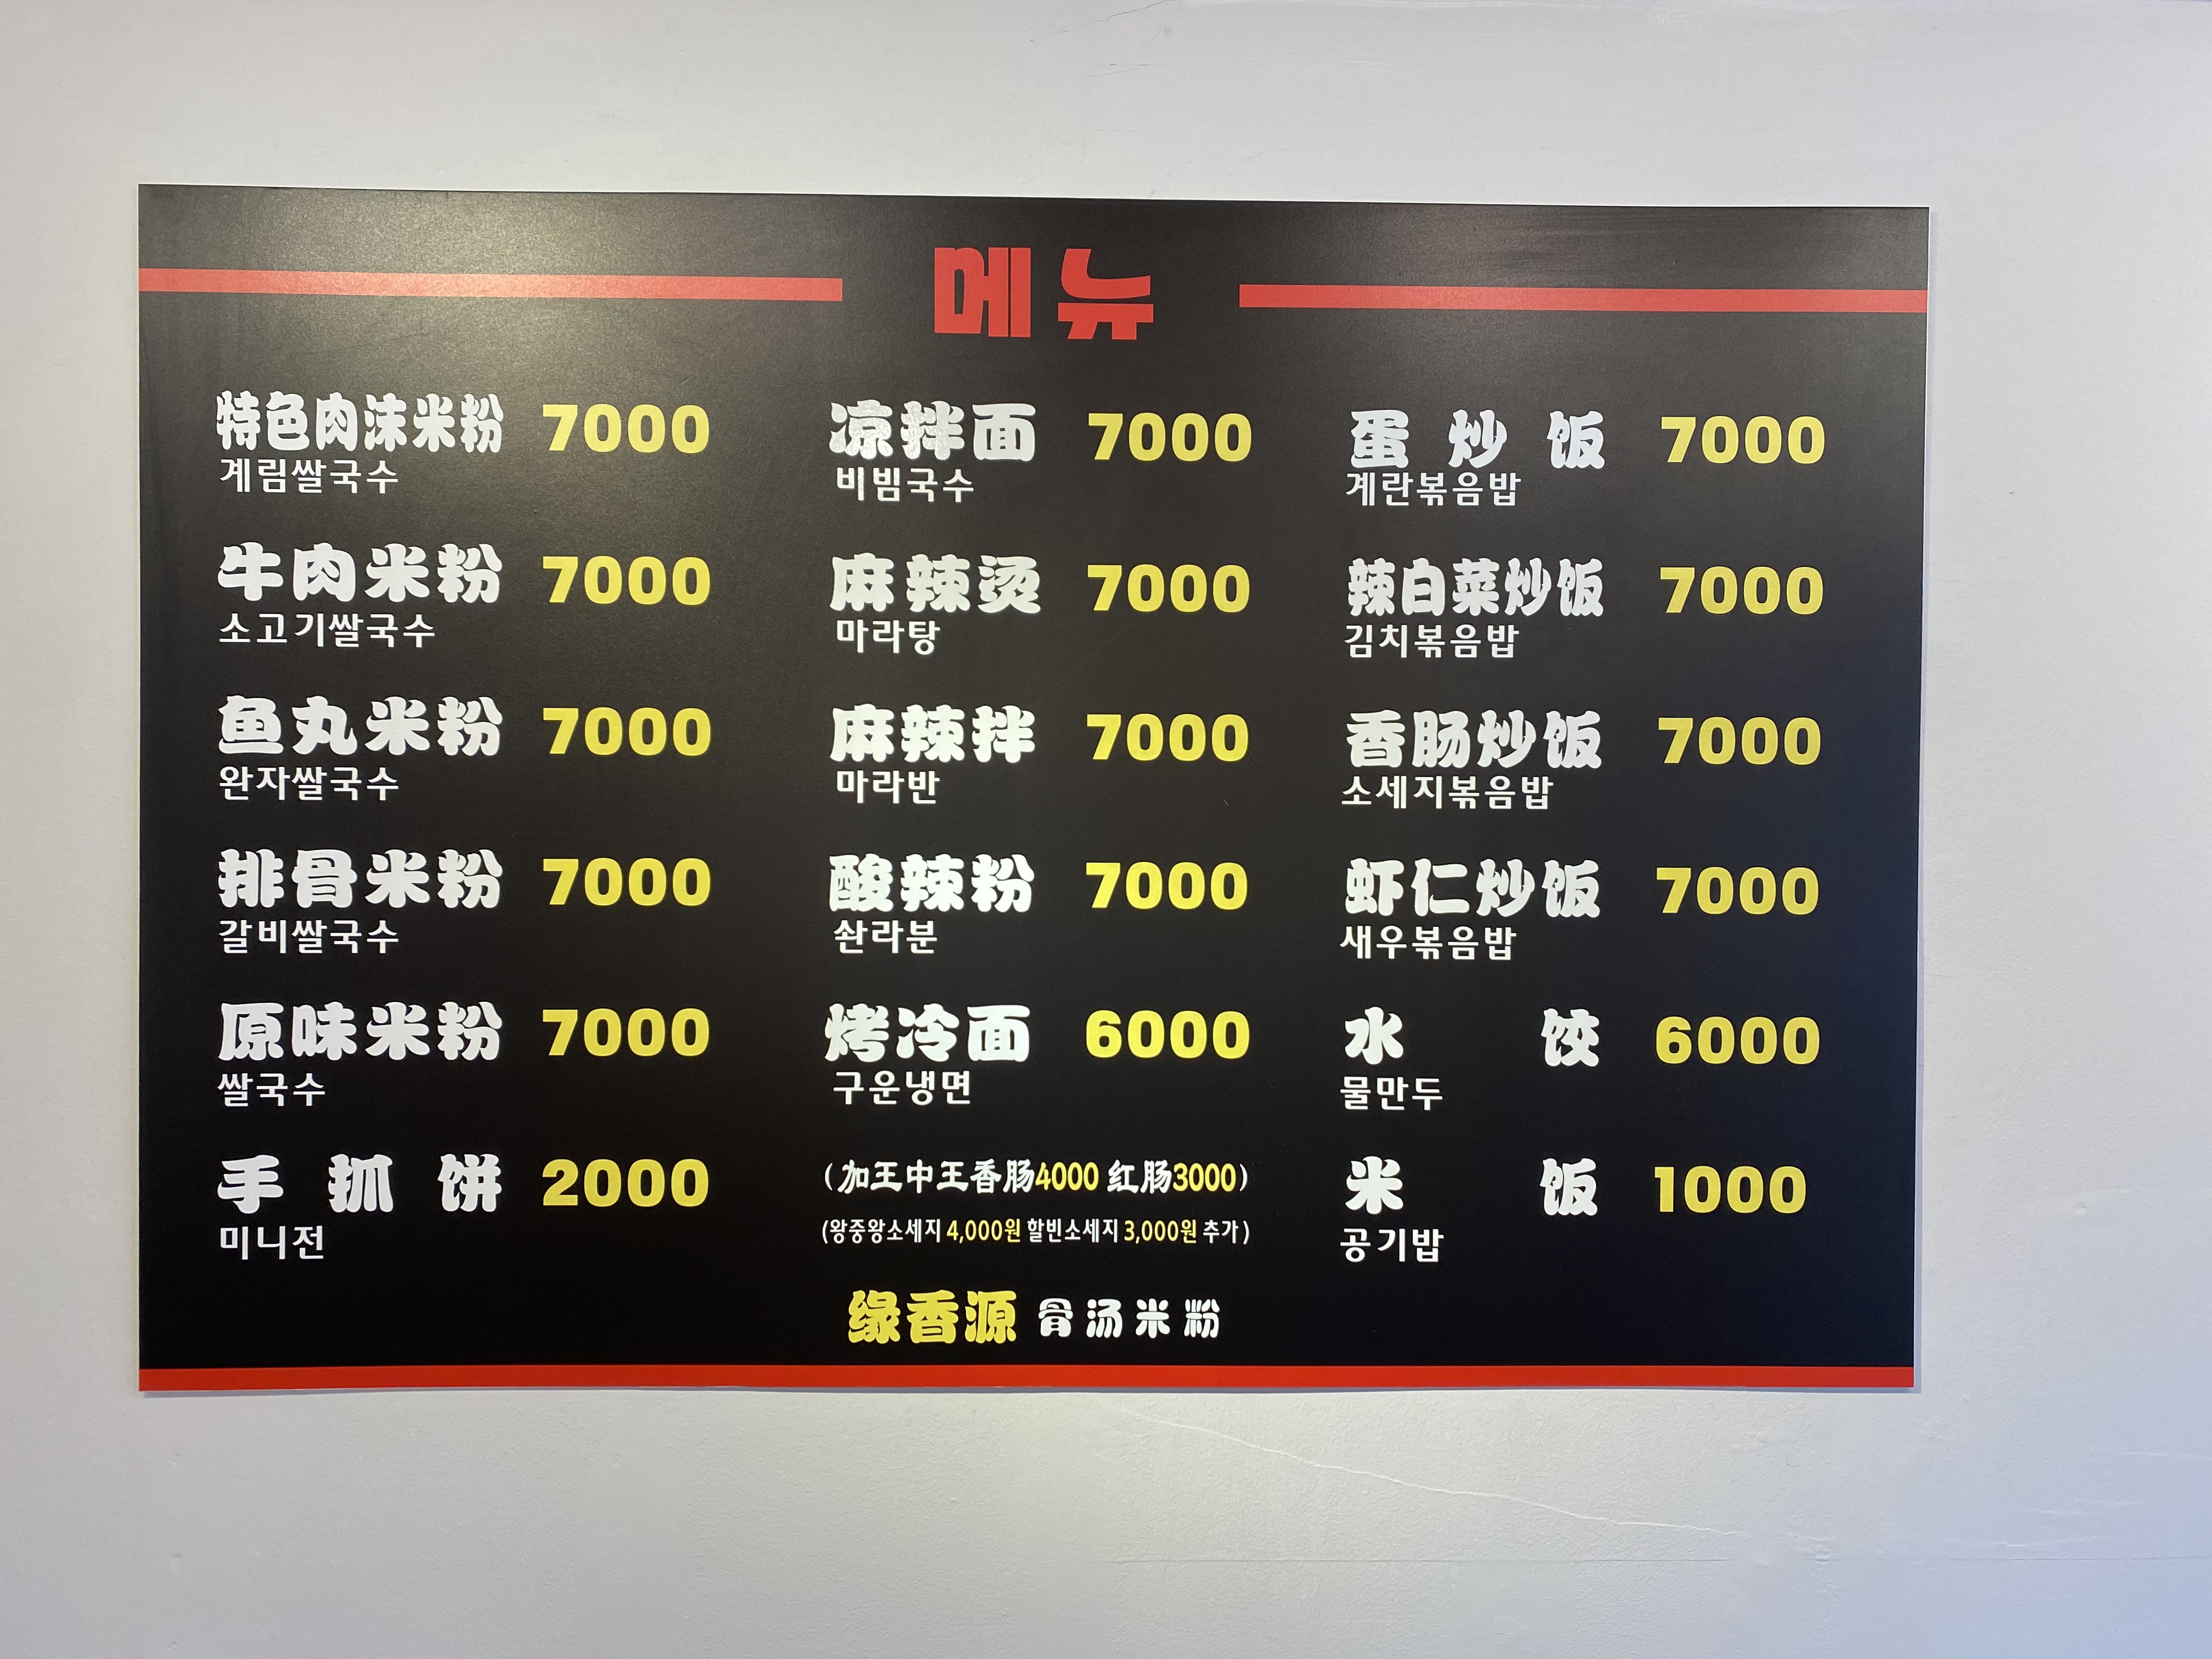 메뉴
特色肉沫米粉 7000
계림쌀국수
牛肉米粉 7000
소고기쌀국수
鱼丸米粉 7000
완자쌀국수
排骨米粉 7000
갈비쌀국수
原味米粉 7000
쌀국수
手抓饼 2000
미니전
凉拌面 7000
비빔국수
麻辣烫 7000
마라탕
麻辣拌 7000
마라반
酸辣粉 7000
솬라분
烤冷面 6000
구운냉면
(加王中王香肠4000 红肠3000)
(왕중왕소세지 4,000원 할빈소세지 3,000원 추가)
蛋炒饭 7000
계란볶음밥
辣白菜炒饭 7000
김치볶음밥
香肠炒饭 7000
소세지볶음밥
虾仁炒饭 7000
새우볶음밥
水饺 6000
물만두
米饭 1000
공기밥
缘香源 骨汤米粉